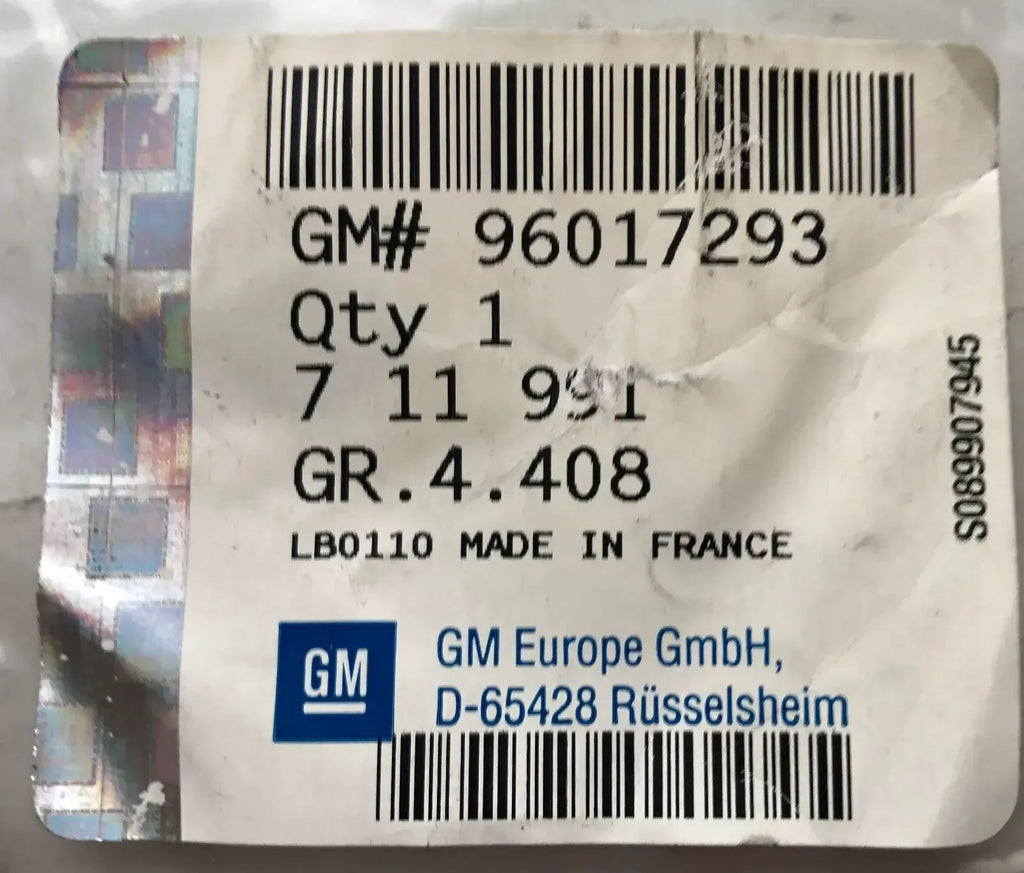 GM# 96017293
Qty 1
7 11 991
GR.4.408
LB0110 MADE IN FRANCE
S089907945
GM
GM Europe GmbH,
D-65428 Rüsselsheim